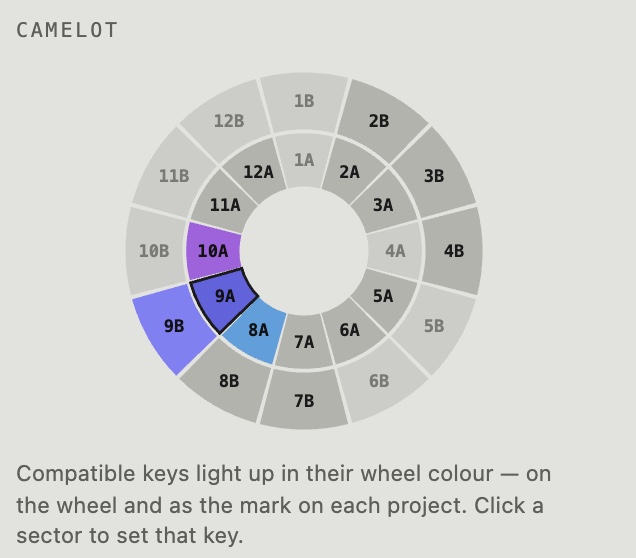 CAMELOT
1B
2B
3B
4B
5B
6B
7B
8B
9B
10B
11B
12B
1A
2A
3A
4A
5A
6A
7A
8A
9A
10A
11A
12A
Compatible keys light up in their wheel colour — on
the wheel and as the mark on each project. Click a
sector to set that key.